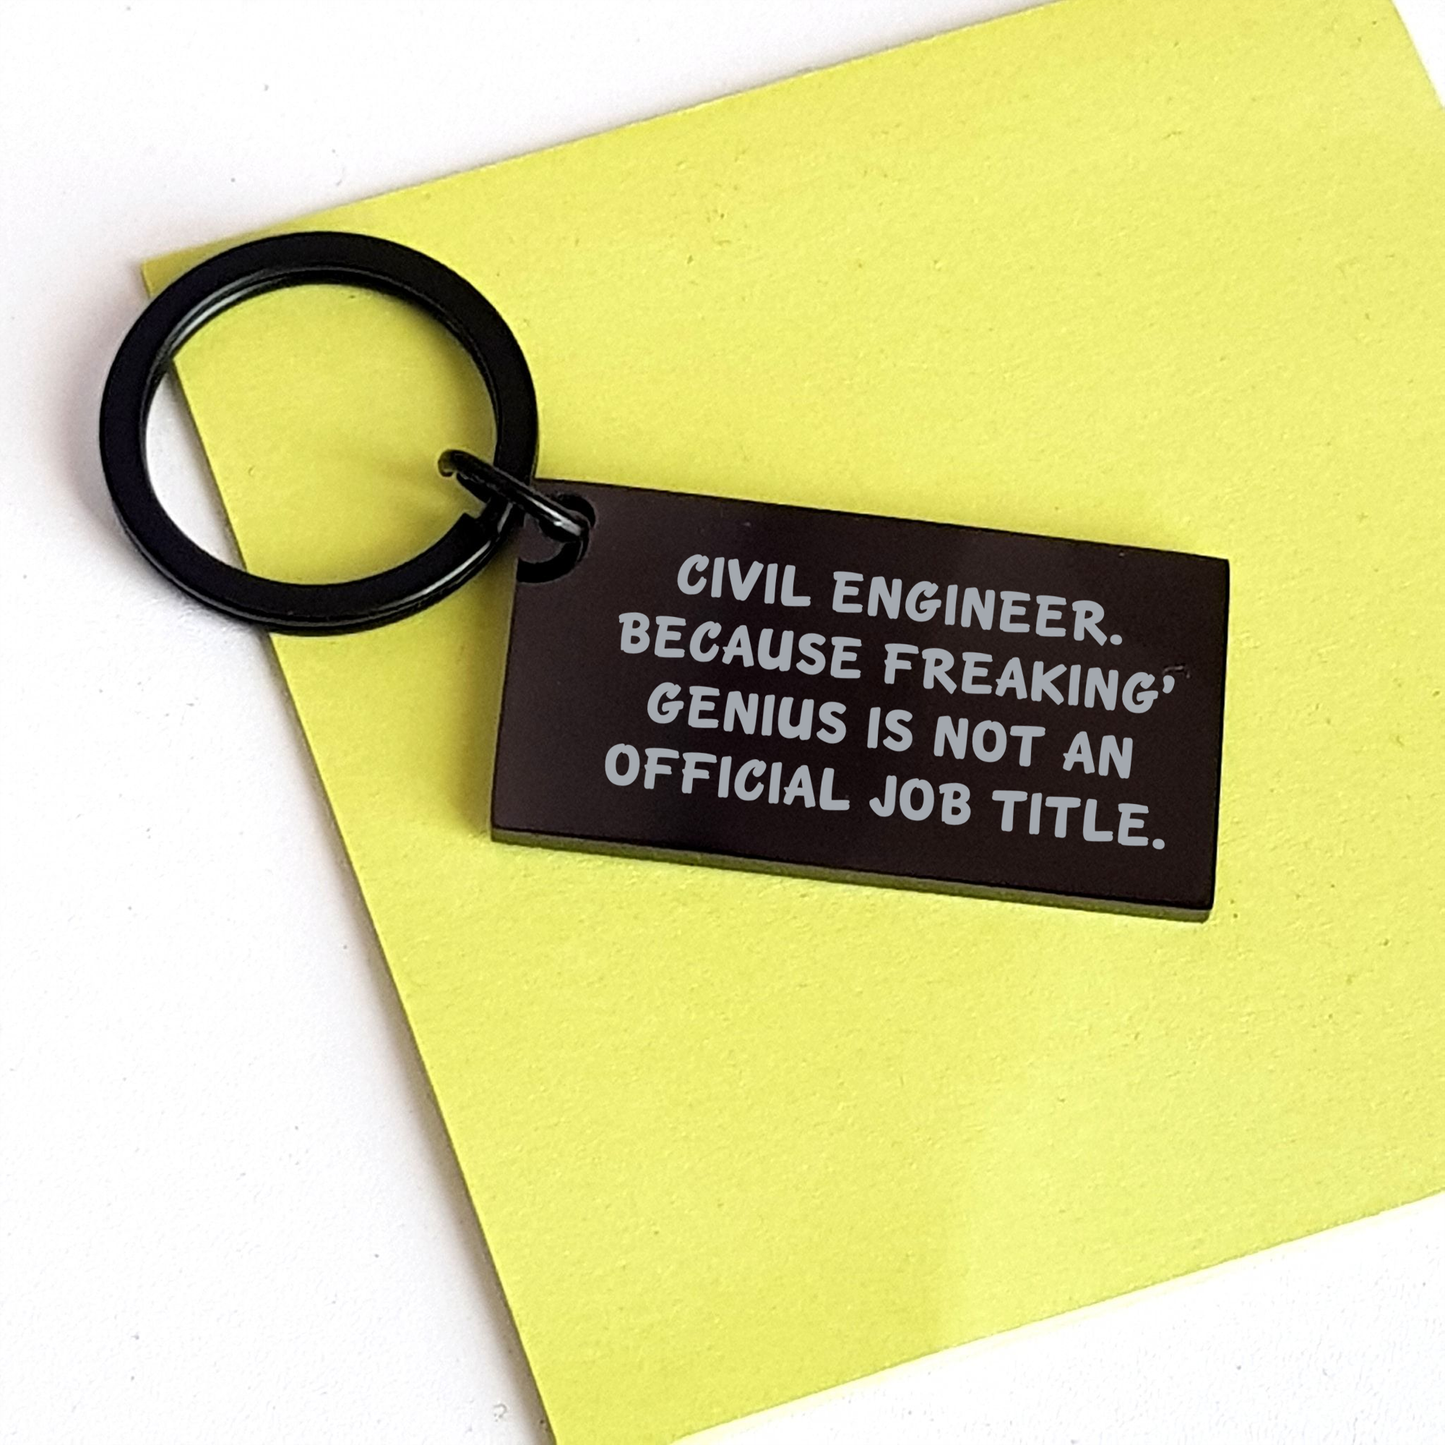 CIVIL ENGINEER.
BECAUSE FREAKING'
GENIUS IS NOT AN
OFFICIAL JOB TITLE.